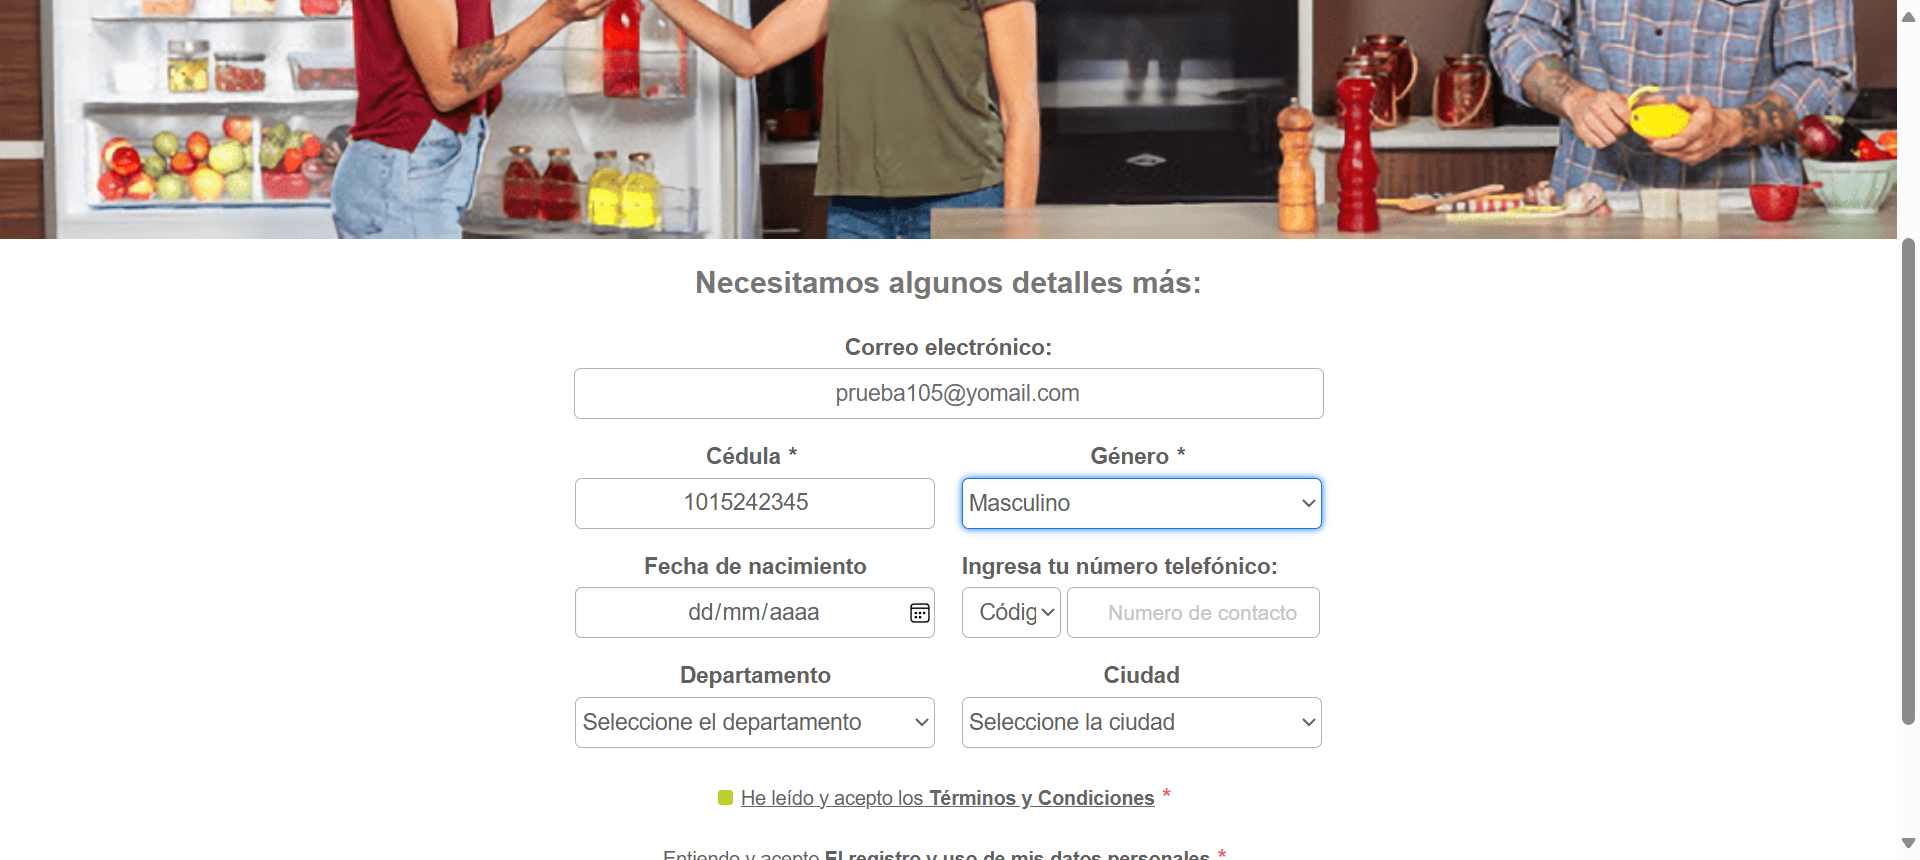 Necesitamos algunos detalles más:
Correo electrónico:
prueba105@yomail.com
Cédula * Género *
1015242345 Masculino
Fecha de nacimiento Ingresa tu número telefónico:
dd/mm/aaaa Códig Numero de contacto
Departamento Ciudad
Seleccione el departamento Seleccione la ciudad
He leído y acepto los Términos y Condiciones *
Entiendo y acepto El registro y uso de mis datos personales *